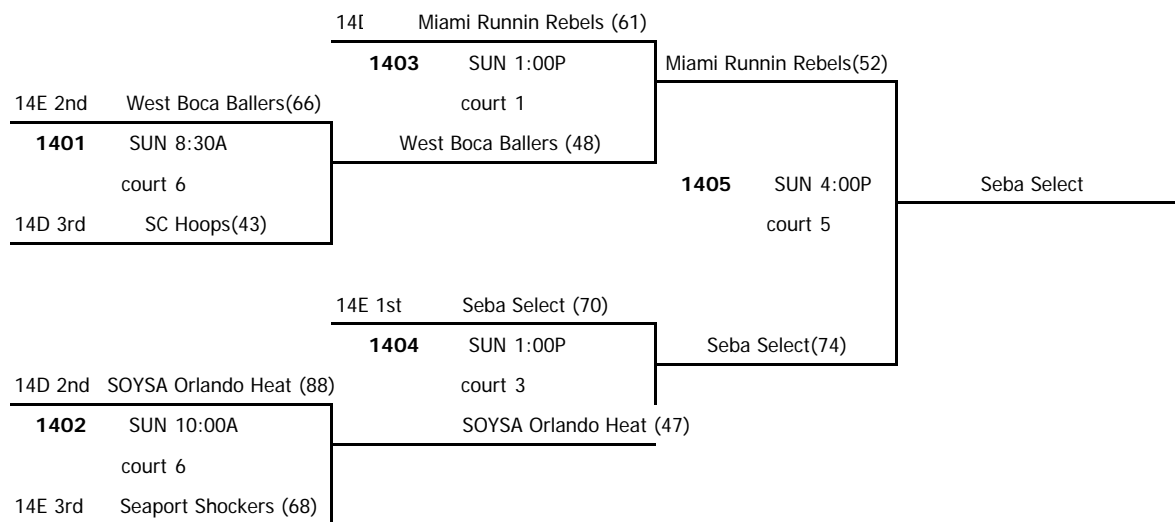 14D Miami Runnin Rebels (61)
1403 SUN 1:00P
Miami Runnin Rebels(52)
court 1
14E 2nd West Boca Ballers(66)
1401 SUN 8:30A
West Boca Ballers (48)
court 6
1405 SUN 4:00P
Seba Select
14D 3rd SC Hoops(43)
court 5
14E 1st Seba Select (70)
1404 SUN 1:00P
Seba Select(74)
14D 2nd SOYSA Orlando Heat (88)
court 3
1402 SUN 10:00A
SOYSA Orlando Heat (47)
court 6
14E 3rd Seaport Shockers (68)